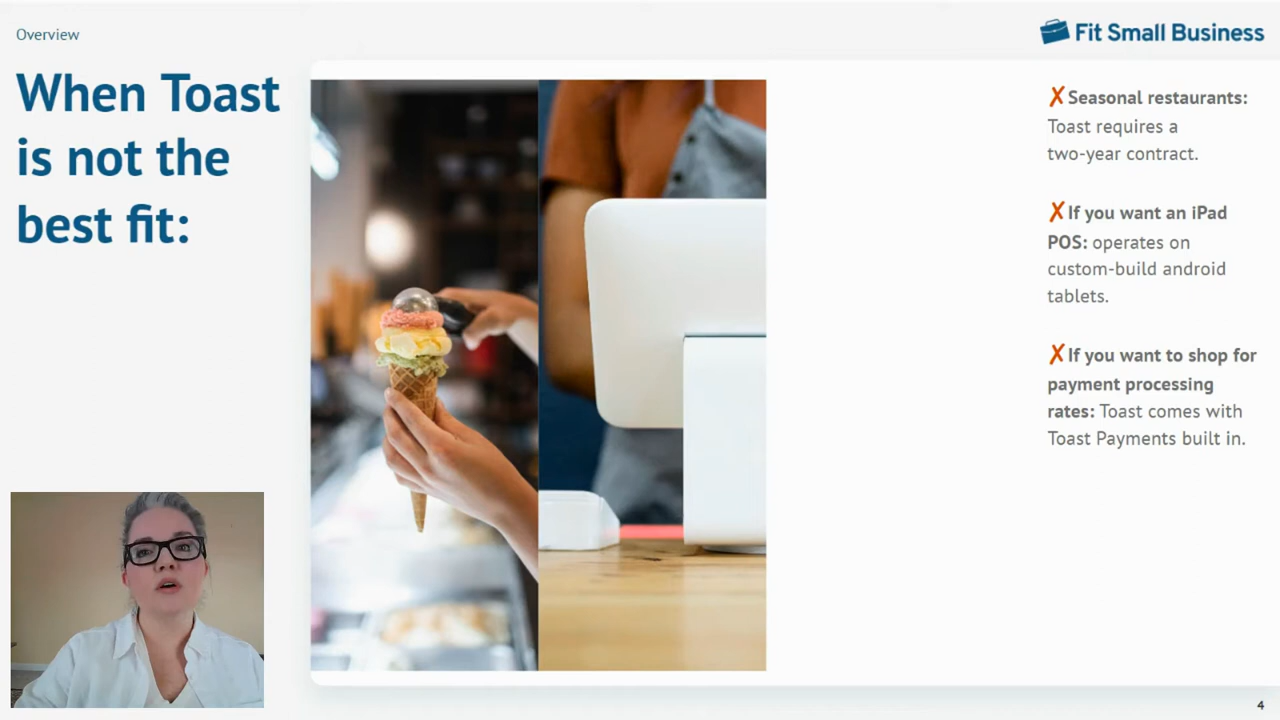 Overview
Fit Small Business
When Toast
is not the
best fit:
✗Seasonal restaurants:
Toast requires a
two-year contract.
✗If you want an iPad
POS: operates on
custom-build android
tablets.
✗If you want to shop for
payment processing
rates: Toast comes with
Toast Payments built in.
4